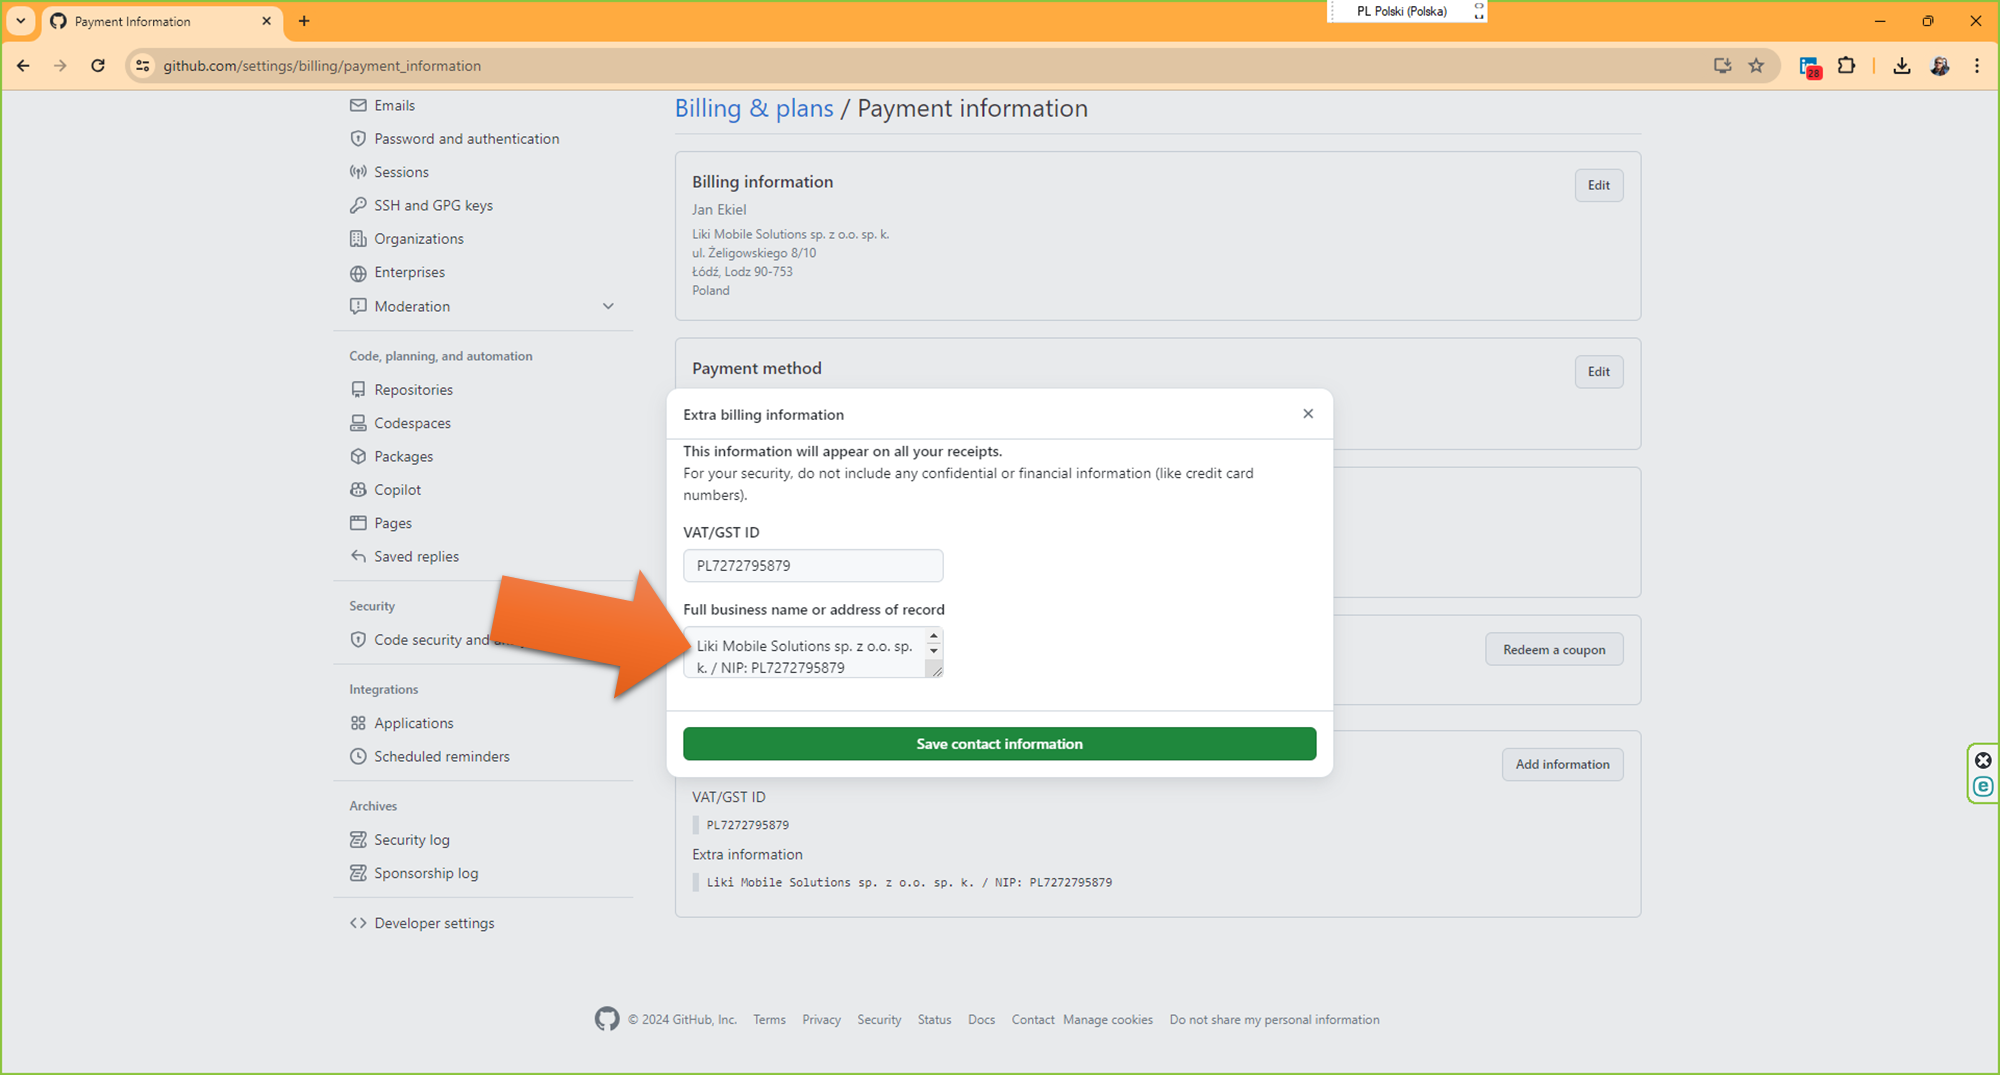 Payment Information
PL Polski (Polska)
github.com/settings/billing/payment_information
28
Emails
Password and authentication
Sessions
SSH and GPG keys
Organizations
Enterprises
Moderation
Code, planning, and automation
Repositories
Codespaces
Packages
Copilot
Pages
Saved replies
Security
Code security and
Integrations
Applications
Scheduled reminders
Archives
Security log
Sponsorship log
Developer settings
Billing & plans / Payment information
Billing information
Edit
Jan Ekiel
Liki Mobile Solutions sp. z o.o. sp. k.
ul. Żeligowskiego 8/10
Łódź, Lodz 90-753
Poland
Payment method
Edit
Extra billing information
This information will appear on all your receipts.
For your security, do not include any confidential or financial information (like credit card
numbers).
VAT/GST ID
PL7272795879
Full business name or address of record
Liki Mobile Solutions sp. z o.o. sp.
k. / NIP: PL7272795879
Save contact information
Redeem a coupon
Add information
VAT/GST ID
PL7272795879
Extra information
Liki Mobile Solutions sp. z o.o. sp. k. / NIP: PL7272795879
© 2024 GitHub, Inc. Terms Privacy Security Status Docs Contact Manage cookies Do not share my personal information